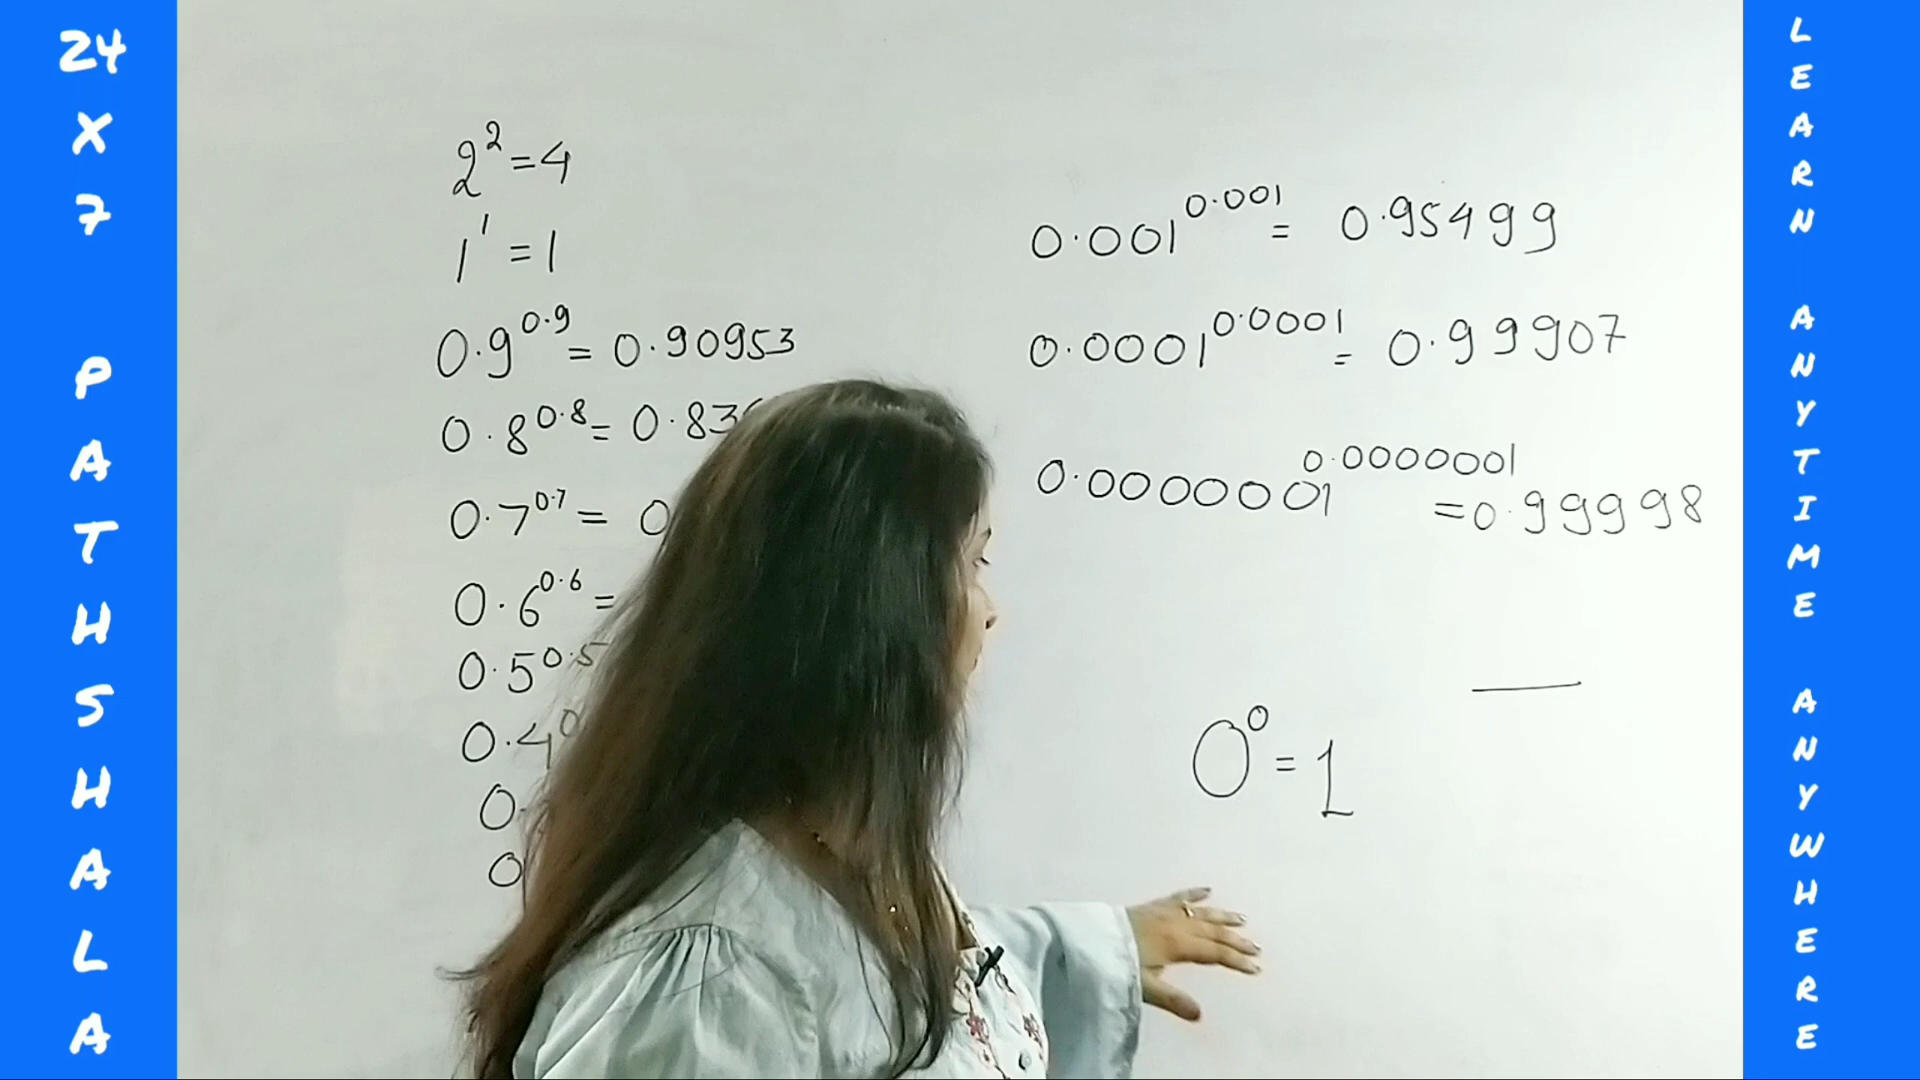 24
X
7
PATHSHALA
2² = 4
1¹ = 1
0.9^0.9 = 0.90953
0.8^0.8 = 0.83
0.7^0.7 = 0
0.6^0.6 =
0.5^0.5
0.4^0
0.
0
0.001^0.001 = 0.95499
0.0001^0.0001 = 0.99907
0.0000001^0.0000001
= 0.99998
0⁰ = 1
LEARN
ANYTIME
ANYWHERE